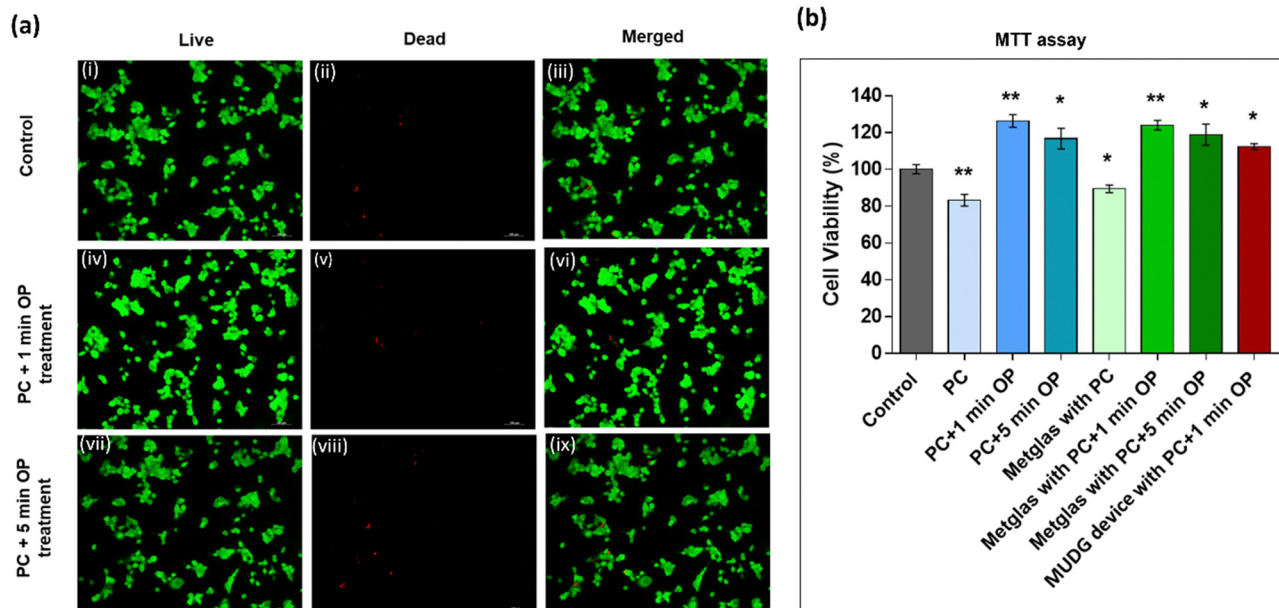 (a)
Live
Dead
Merged
Control
(i)
(ii)
(iii)
PC + 1 min OP
treatment
(iv)
(v)
(vi)
PC + 5 min OP
treatment
(vii)
(viii)
(ix)
(b)
MTT assay
Cell Viability (%)
140
120
100
80
60
40
20
0
**
**
*
*
**
*
*
Control
PC
PC+1 min OP
PC+5 min OP
Metglas with PC
Metglas with PC+1 min OP
Metglas with PC+5 min OP
MUDG device with PC+1 min OP